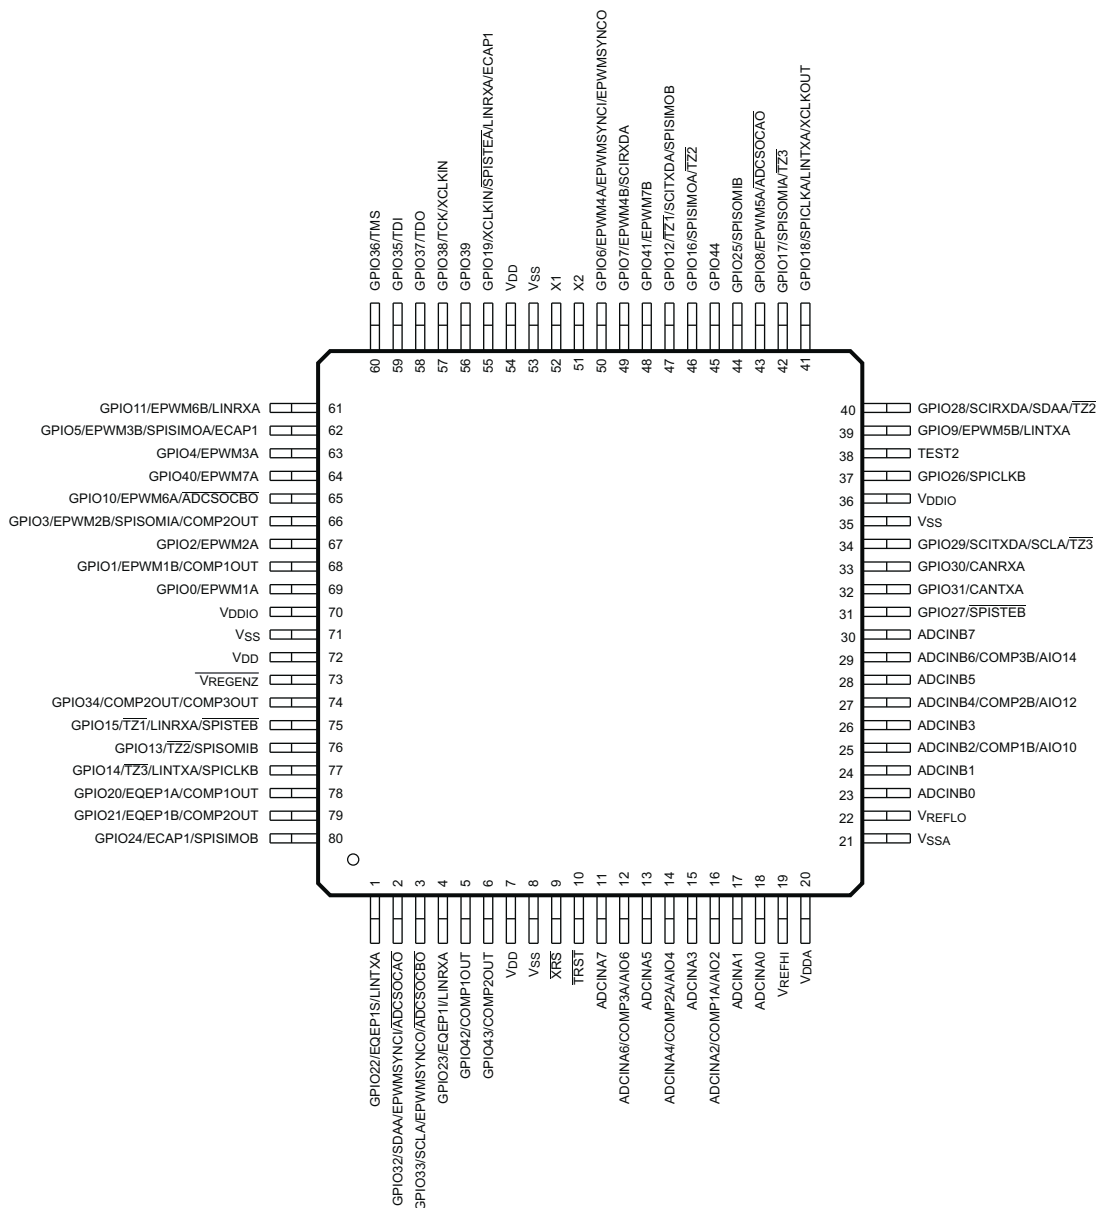 GPIO36/TMS
GPIO35/TDI
GPIO37/TDO
GPIO38/TCK/XCLKIN
GPIO39
GPIO19/XCLKIN/SPISTEA/LINRXA/ECAP1
VDD
VSS
X1
X2
GPIO6/EPWM4A/EPWMSYNCI/EPWMSYNCO
GPIO7/EPWM4B/SCIRXDA
GPIO41/EPWM7B
GPIO12/TZ1/SCITXDA/SPISIMOB
GPIO16/SPISIMOA/TZ2
GPIO44
GPIO25/SPISOMIB
GPIO8/EPWM5A/ADCSOCAO
GPIO17/SPISOMIA/TZ3
GPIO18/SPICLKA/LINTXA/XCLKOUT
60 59 58 57 56 55 54 53 52 51 50 49 48 47 46 45 44 43 42 41
GPIO11/EPWM6B/LINRXA 61
GPIO5/EPWM3B/SPISIMOA/ECAP1 62
GPIO4/EPWM3A 63
GPIO40/EPWM7A 64
GPIO10/EPWM6A/ADCSOCBO 65
GPIO3/EPWM2B/SPISOMIA/COMP2OUT 66
GPIO2/EPWM2A 67
GPIO1/EPWM1B/COMP1OUT 68
GPIO0/EPWM1A 69
VDDIO 70
VSS 71
VDD 72
VREGENZ 73
GPIO34/COMP2OUT/COMP3OUT 74
GPIO15/TZ1/LINRXA/SPISTEB 75
GPIO13/TZ2/SPISOMIB 76
GPIO14/TZ3/LINTXA/SPICLKB 77
GPIO20/EQEP1A/COMP1OUT 78
GPIO21/EQEP1B/COMP2OUT 79
GPIO24/ECAP1/SPISIMOB 80
40 GPIO28/SCIRXDA/SDAA/TZ2
39 GPIO9/EPWM5B/LINTXA
38 TEST2
37 GPIO26/SPICLKB
36 VDDIO
35 VSS
34 GPIO29/SCITXDA/SCLA/TZ3
33 GPIO30/CANRXA
32 GPIO31/CANTXA
31 GPIO27/SPISTEB
30 ADCINB7
29 ADCINB6/COMP3B/AIO14
28 ADCINB5
27 ADCINB4/COMP2B/AIO12
26 ADCINB3
25 ADCINB2/COMP1B/AIO10
24 ADCINB1
23 ADCINB0
22 VREFLO
21 VSSA
1 2 3 4 5 6 7 8 9 10 11 12 13 14 15 16 17 18 19 20
GPIO22/EQEP1S/LINTXA
GPIO32/SDAA/EPWMSYNCI/ADCSOCAO
GPIO33/SCLA/EPWMSYNCO/ADCSOCBO
GPIO23/EQEP1I/LINRXA
GPIO42/COMP1OUT
GPIO43/COMP2OUT
VDD
VSS
XRS
TRST
ADCINA7
ADCINA6/COMP3A/AIO6
ADCINA5
ADCINA4/COMP2A/AIO4
ADCINA3
ADCINA2/COMP1A/AIO2
ADCINA1
ADCINA0
VREFHI
VDDA